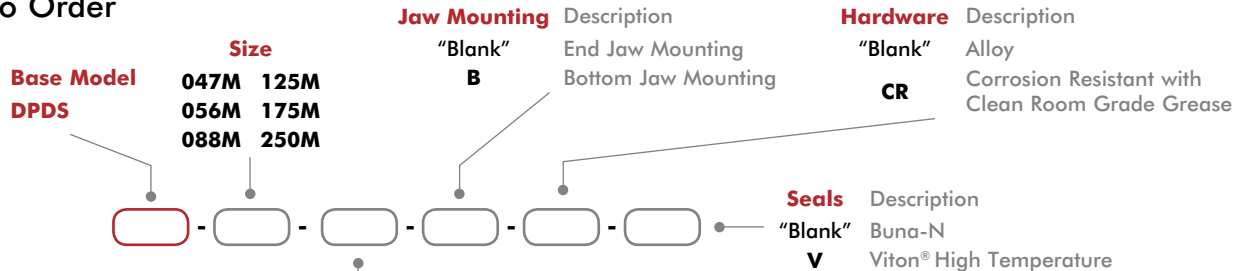 o Order
Jaw Mounting Description
"Blank" End Jaw Mounting
B Bottom Jaw Mounting
Hardware Description
"Blank" Alloy
CR Corrosion Resistant with
Clean Room Grade Grease
Size
047M 125M
056M 175M
088M 250M
Base Model
DPDS
- - - - -
Seals Description
"Blank" Buna-N
V Viton® High Temperature